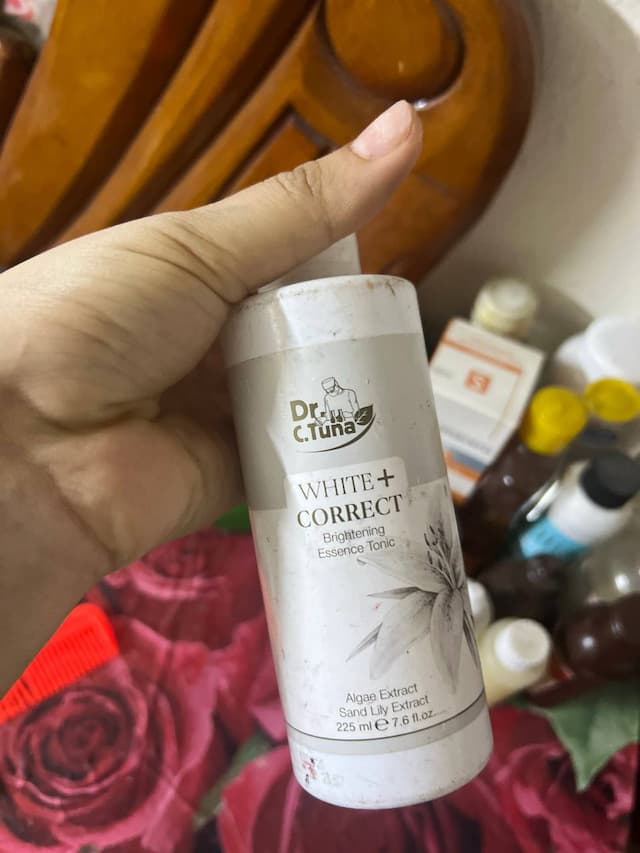 Dr.
C.Tuna
WHITE+
CORRECT
Brightening
Essence Tonic
Algae Extract
Sand Lily Extract
225 ml e 7.6 fl.oz.